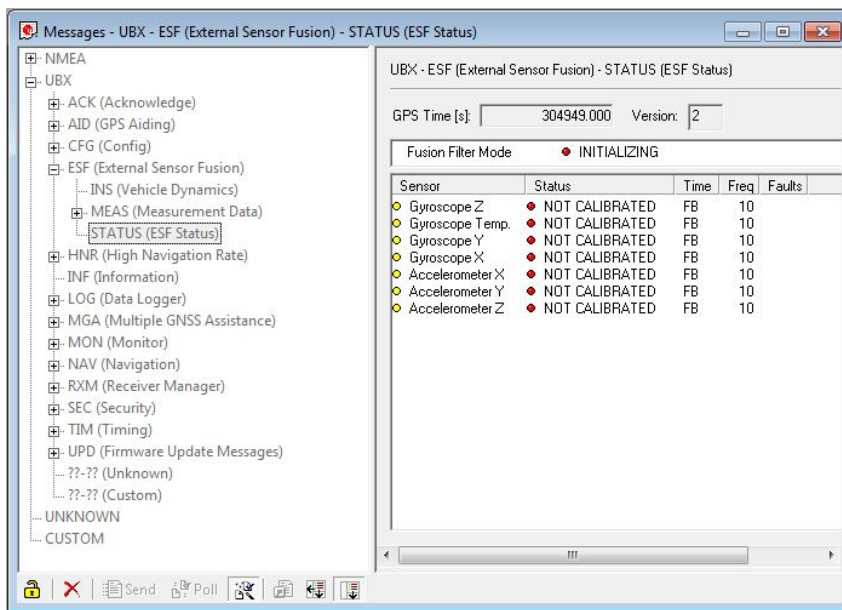 Messages - UBX - ESF (External Sensor Fusion) - STATUS (ESF Status)
NMEA
UBX
ACK (Acknowledge)
AID (GPS Aiding)
CFG (Config)
ESF (External Sensor Fusion)
INS (Vehicle Dynamics)
MEAS (Measurement Data)
STATUS (ESF Status)
HNR (High Navigation Rate)
INF (Information)
LOG (Data Logger)
MGA (Multiple GNSS Assistance)
MON (Monitor)
NAV (Navigation)
RXM (Receiver Manager)
SEC (Security)
TIM (Timing)
UPD (Firmware Update Messages)
??-?? (Unknown)
??-?? (Custom)
UNKNOWN
CUSTOM
UBX - ESF (External Sensor Fusion) - STATUS (ESF Status)
GPS Time [s]: 304949.000 Version: 2
Fusion Filter Mode INITIALIZING
Sensor Status Time Freq Faults
Gyroscope Z NOT CALIBRATED FB 10
Gyroscope Temp. NOT CALIBRATED FB 10
Gyroscope Y NOT CALIBRATED FB 10
Gyroscope X NOT CALIBRATED FB 10
Accelerometer X NOT CALIBRATED FB 10
Accelerometer Y NOT CALIBRATED FB 10
Accelerometer Z NOT CALIBRATED FB 10
Send Poll